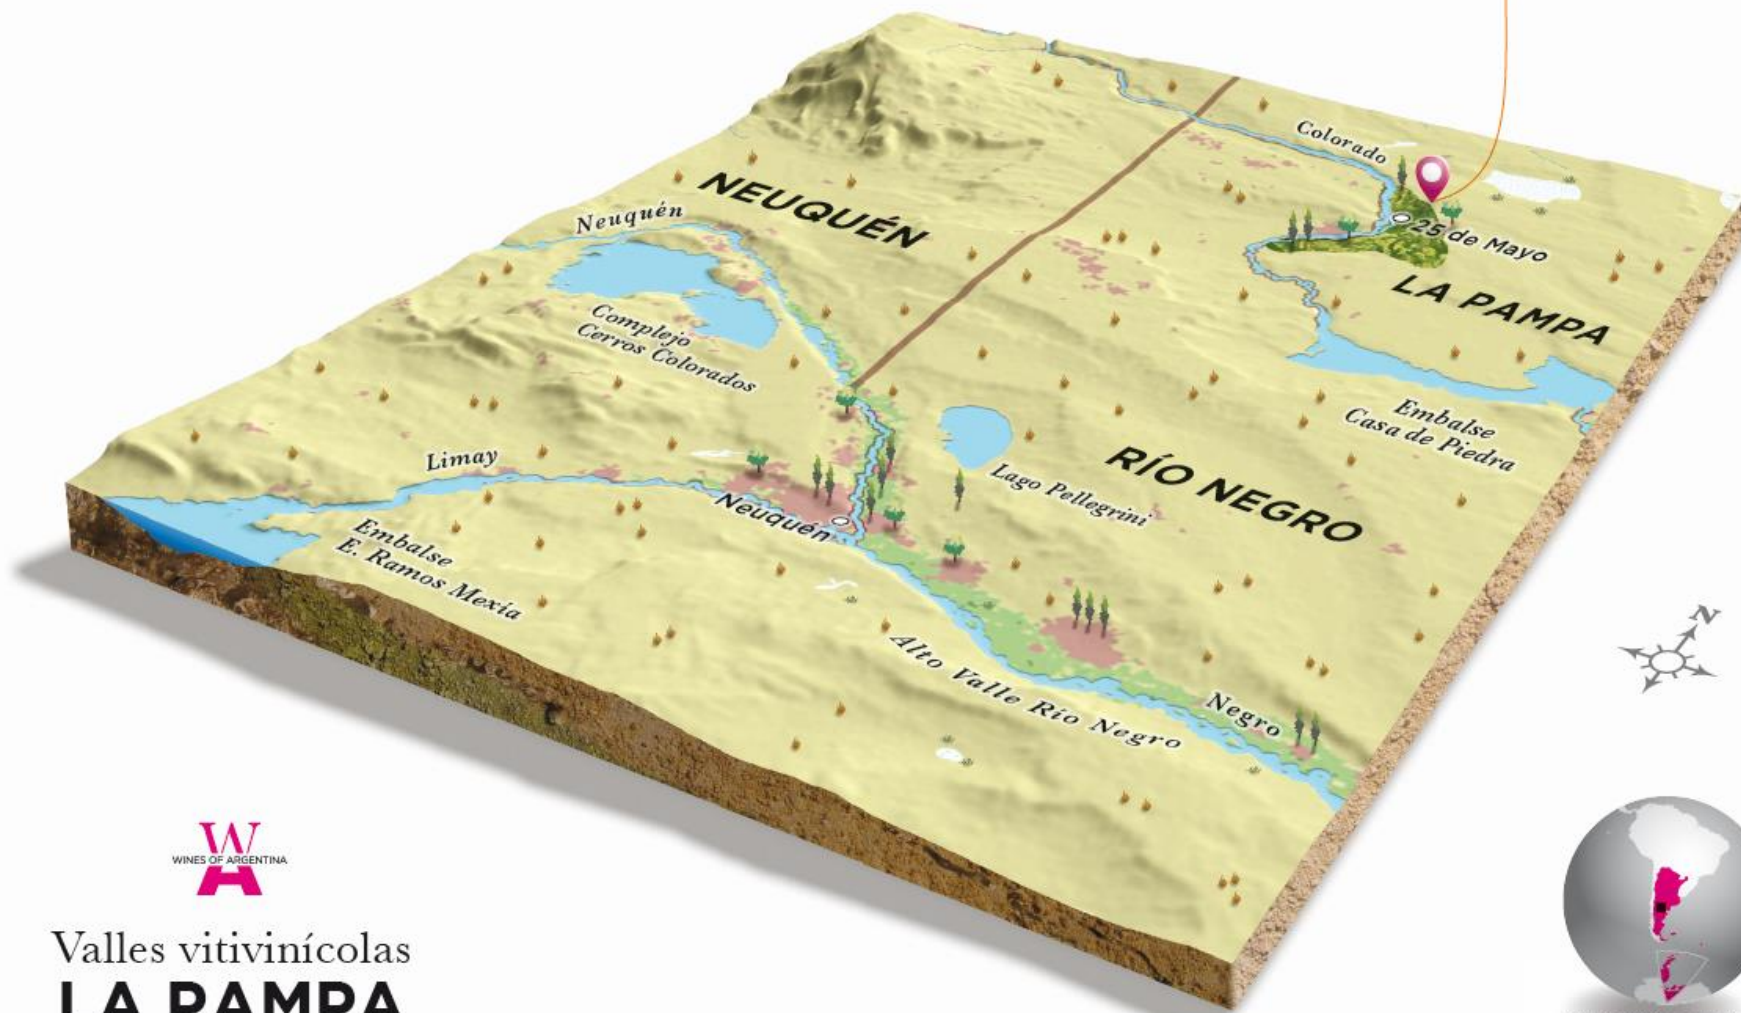 Colorado
NEUQUÉN
Neuquén
25 de Mayo
LA PAMPA
Complejo
Cerros Colorados
Embalse
Casa de Piedra
RÍO NEGRO
Lago Pellegrini
Limay
Neuquén
Embalse
E. Ramos Mexía
Alto Valle Río Negro
Negro
N
WA
WINES OF ARGENTINA
Valles vitivinícolas
LA PAMPA